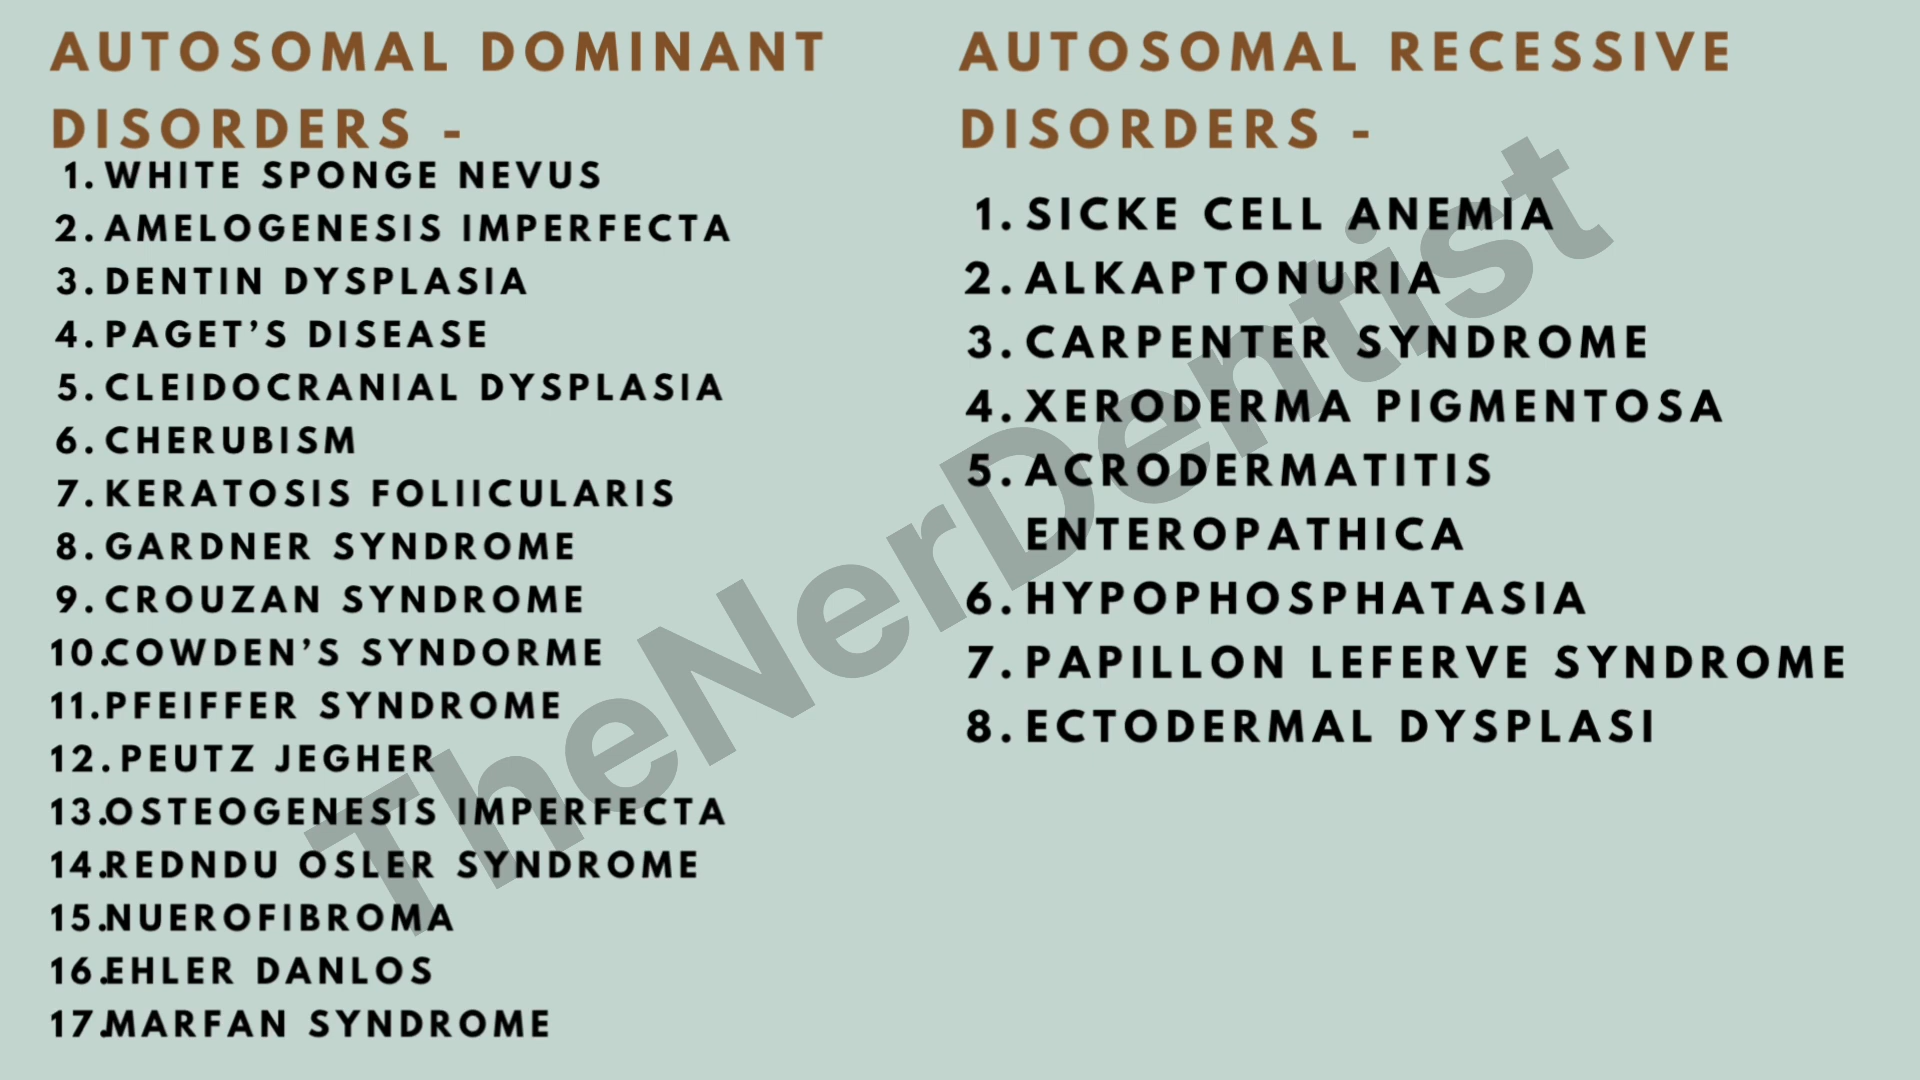 AUTOSOMAL DOMINANT
DISORDERS -
1. WHITE SPONGE NEVUS
2. AMELOGENESIS IMPERFECTA
3. DENTIN DYSPLASIA
4. PAGET’S DISEASE
5. CLEIDOCRANIAL DYSPLASIA
6. CHERUBISM
7. KERATOSIS FOLIICULARIS
8. GARDNER SYNDROME
9. CROUZAN SYNDROME
10. COWDEN’S SYNDORME
11. PFEIFFER SYNDROME
12. PEUTZ JEGHER
13. OSTEOGENESIS IMPERFECTA
14. REDNDU OSLER SYNDROME
15. NUEROFIBROMA
16. EHLER DANLOS
17. MARFAN SYNDROME
AUTOSOMAL RECESSIVE
DISORDERS -
1. SICKE CELL ANEMIA
2. ALKAPTONURIA
3. CARPENTER SYNDROME
4. XERODERMA PIGMENTOSA
5. ACRODERMATITIS
ENTEROPATHICA
6. HYPOPHOSPHATASIA
7. PAPILLON LEFERVE SYNDROME
8. ECTODERMAL DYSPLASI
TheNerDentist